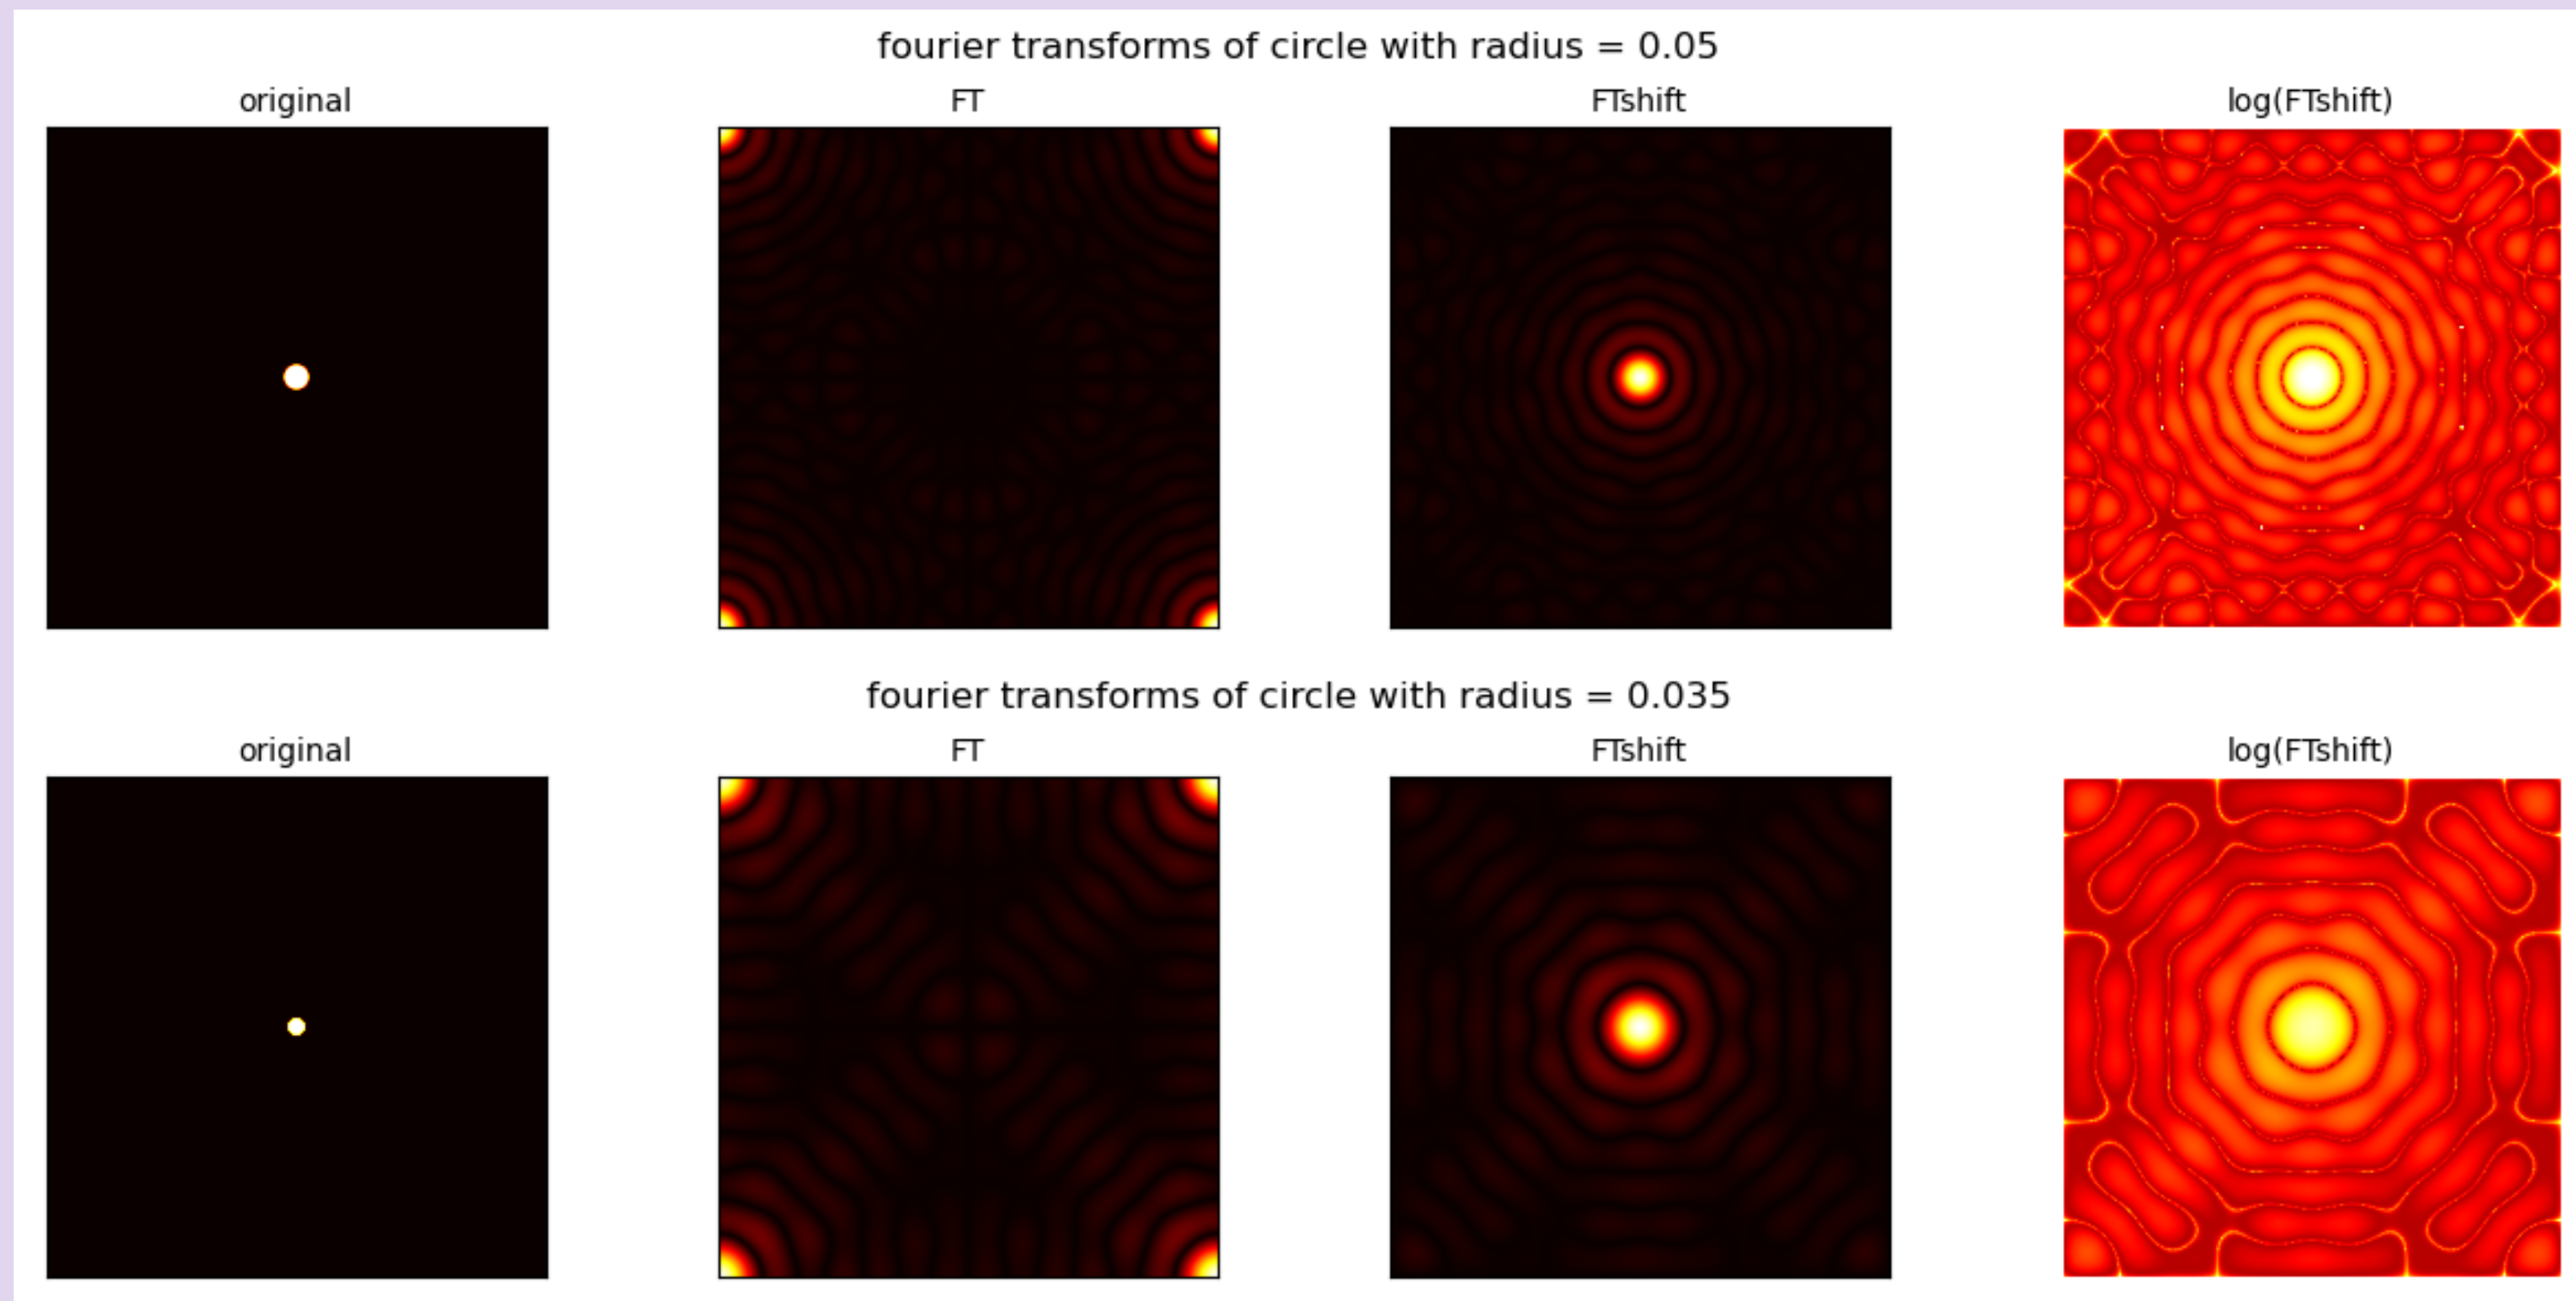 fourier transforms of circle with radius = 0.05
original FT FTshift log(FTshift)
fourier transforms of circle with radius = 0.035
original FT FTshift log(FTshift)